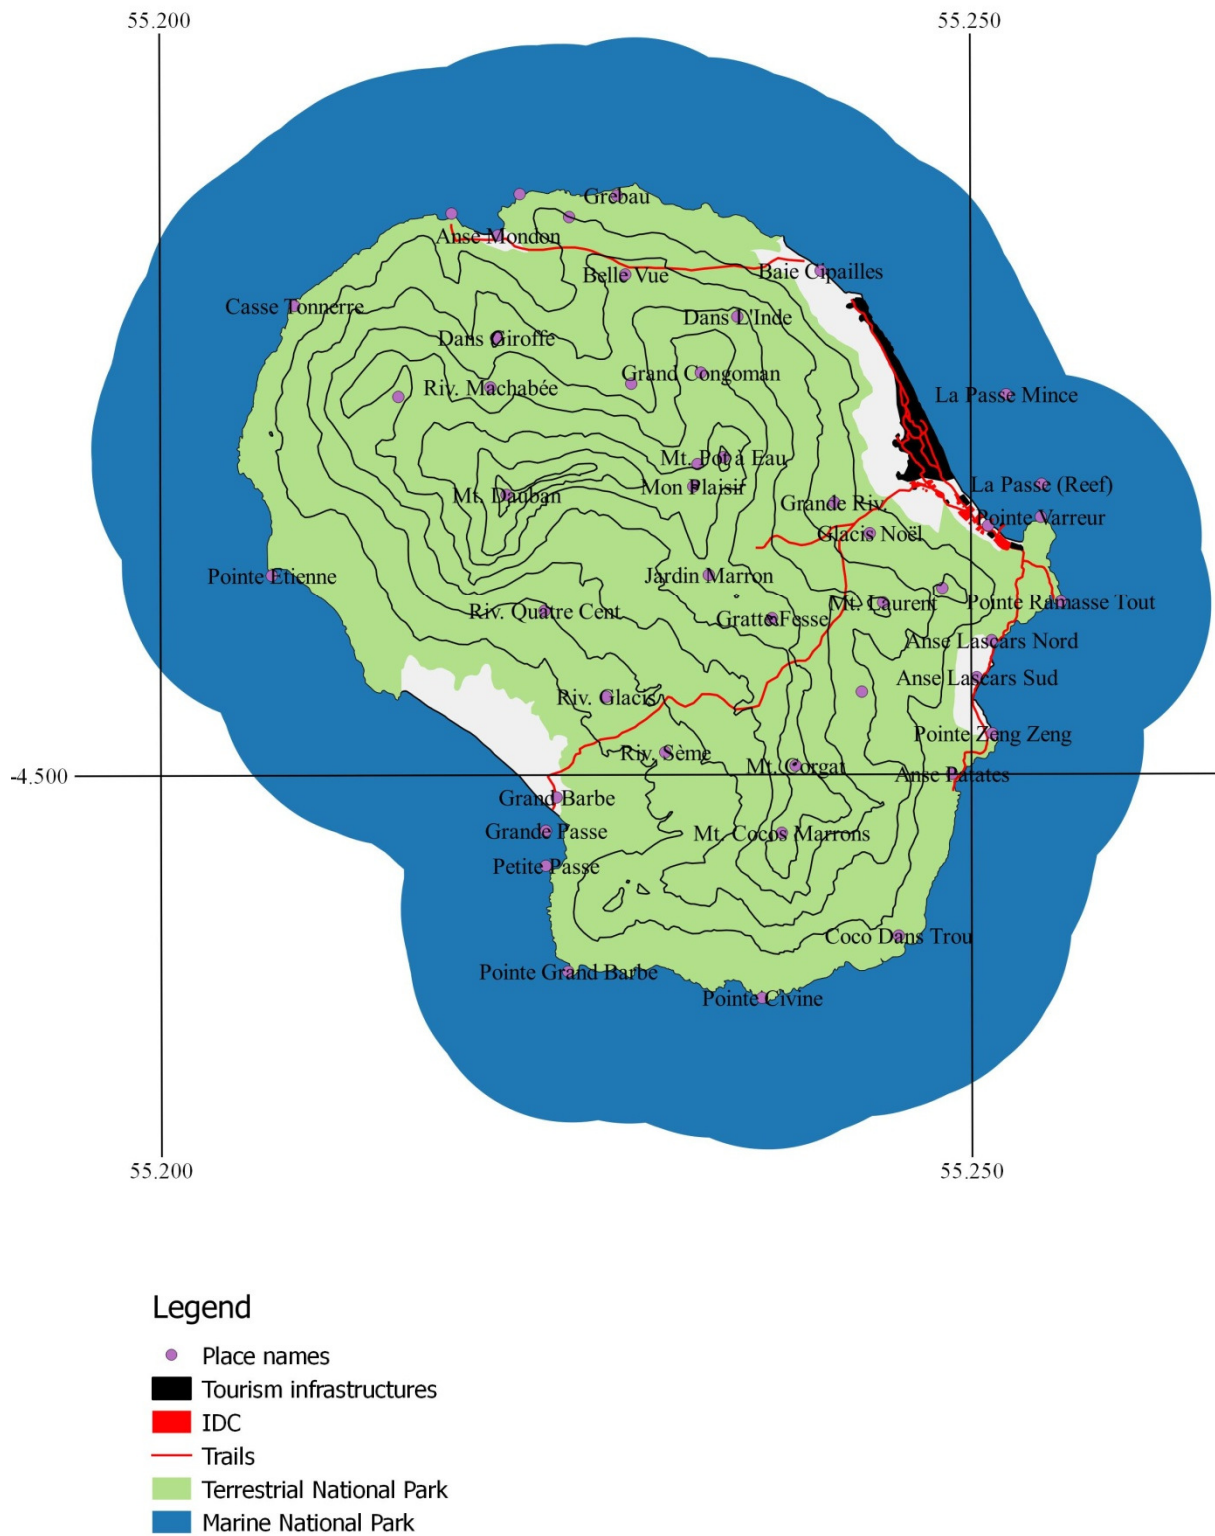 55.200
55.250
Grebau
Anse Mondon
Belle Vue
Baie Cipailles
Casse Tonnerre
Dans L'Inde
Dans Giroffe
Grand Congoman
Riv. Machabée
La Passe Mince
Mt. Pot à Eau
Mon Plaisir
La Passe (Reef)
Mt. Dauban
Grande Riv.
Pointe Varreur
Glacis Noël
Pointe Etienne
Jardin Marron
Mt. Laurent
Pointe Ramasse Tout
Riv. Quatre Cent
Gratte Fesse
Anse Lascars Nord
Anse Lascars Sud
Riv. Glacis
Pointe Zeng Zeng
Riv. Sème
Mt. Corgat
Anse Patates
-4.500
Grand Barbe
Grande Passe
Mt. Cocos Marrons
Petite Passe
Coco Dans Trou
Pointe Grand Barbe
Pointe Civine
55.200
55.250
Legend
Place names
Tourism infrastructures
IDC
Trails
Terrestrial National Park
Marine National Park